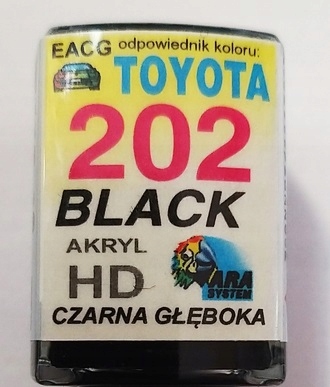 EACG odpowiednik koloru:
TOYOTA
202
BLACK
AKRYL
HD
ARA
SYSTEM
CZARNA GŁĘBOKA